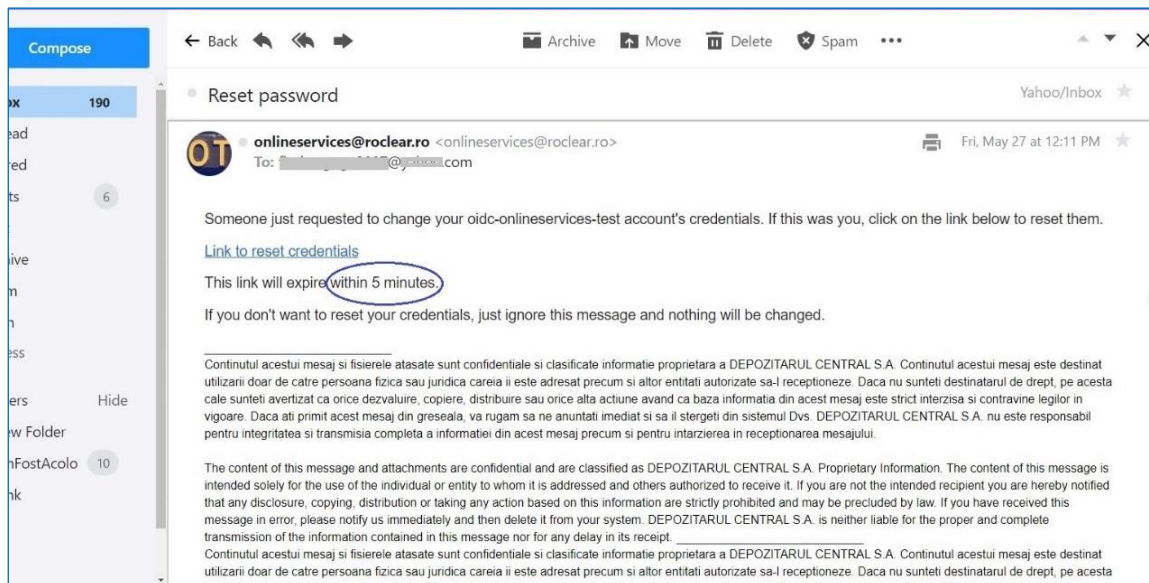 Compose
Back
Archive
Move
Delete
Spam
190
6
Hide
10
Reset password
Yahoo/Inbox
OT
onlineservices@roclear.ro <onlineservices@roclear.ro>
Fri, May 27 at 12:11 PM
To:
com
Someone just requested to change your oidc-onlineservices-test account's credentials. If this was you, click on the link below to reset them.
Link to reset credentials
This link will expire within 5 minutes.
If you don't want to reset your credentials, just ignore this message and nothing will be changed.
Continutul acestui mesaj si fisierele atasate sunt confidentiale si clasificate informatie proprietara a DEPOZITARUL CENTRAL S.A. Continutul acestui mesaj este destinat
utilizarii doar de catre persoana fizica sau juridica careia ii este adresat precum si altor entitati autorizate sa-l receptioneze. Daca nu sunteti destinatarul de drept, pe acesta
cale sunteti avertizat ca orice dezvaluire, copiere, distribuire sau orice alta actiune avand ca baza informatia din acest mesaj este strict interzisa si contravine legilor in
vigoare. Daca ati primit acest mesaj din greseala, va rugam sa ne anuntati imediat si sa il stergeti din sistemul Dvs. DEPOZITARUL CENTRAL S.A. nu este responsabil
pentru integritatea si transmisia completa a informatiei din acest mesaj precum si pentru intarzierea in receptionarea mesajului.
The content of this message and attachments are confidential and are classified as DEPOZITARUL CENTRAL S.A. Proprietary Information. The content of this message is
intended solely for the use of the individual or entity to whom it is addressed and others authorized to receive it. If you are not the intended recipient you are hereby notified
that any disclosure, copying, distribution or taking any action based on this information are strictly prohibited and may be precluded by law. If you have received this
message in error, please notify us immediately and then delete it from your system. DEPOZITARUL CENTRAL S.A. is neither liable for the proper and complete
transmission of the information contained in this message nor for any delay in its receipt.
Continutul acestui mesaj si fisierele atasate sunt confidentiale si clasificate informatie proprietara a DEPOZITARUL CENTRAL S.A. Continutul acestui mesaj este destinat
utilizarii doar de catre persoana fizica sau juridica careia ii este adresat precum si altor entitati autorizate sa-l receptioneze. Daca nu sunteti destinatarul de drept, pe acesta